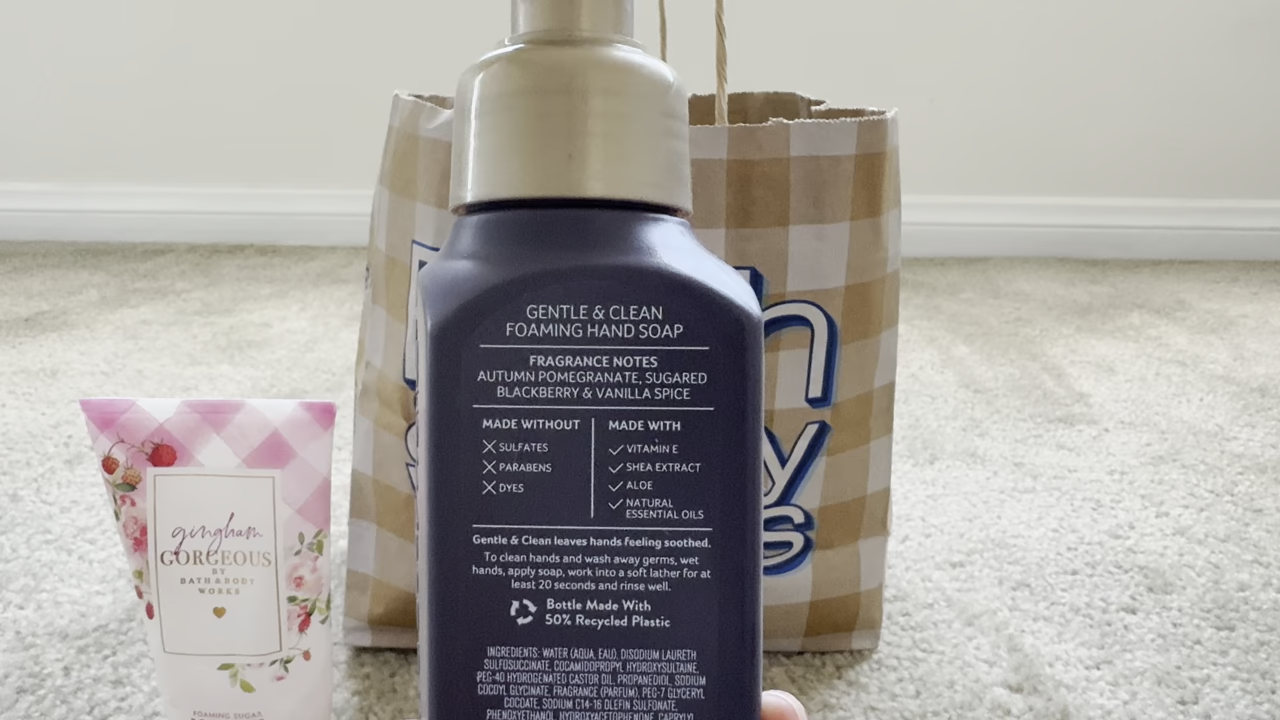 GENTLE & CLEAN
FOAMING HAND SOAP
FRAGRANCE NOTES
AUTUMN POMEGRANATE, SUGARED
BLACKBERRY & VANILLA SPICE
MADE WITHOUT
SULFATES
PARABENS
DYES
MADE WITH
VITAMIN E
SHEA EXTRACT
ALOE
NATURAL
ESSENTIAL OILS
Gentle & Clean leaves hands feeling soothed.
To clean hands and wash away germs, wet
hands, apply soap, work into a soft lather for at
least 20 seconds and rinse well.
Bottle Made With
50% Recycled Plastic
INGREDIENTS: WATER (AQUA, EAU), DISODIUM LAURETH
SULFOSUCCINATE, COCAMIDOPROPYL HYDROXYSULTAINE,
PEG-40 HYDROGENATED CASTOR OIL, PROPANEDIOL, SODIUM
COCOYL GLYCINATE, FRAGRANCE (PARFUM), PEG-7 GLYCERYL
COCOATE, SODIUM C14-16 OLEFIN SULFONATE,
PHENOXYETHANOL, HYDROXYACETOPHENONE, CAPRYLYL
gingham
GORGEOUS
BY
BATH & BODY
WORKS
FOAMING SUGAR
h
y
s